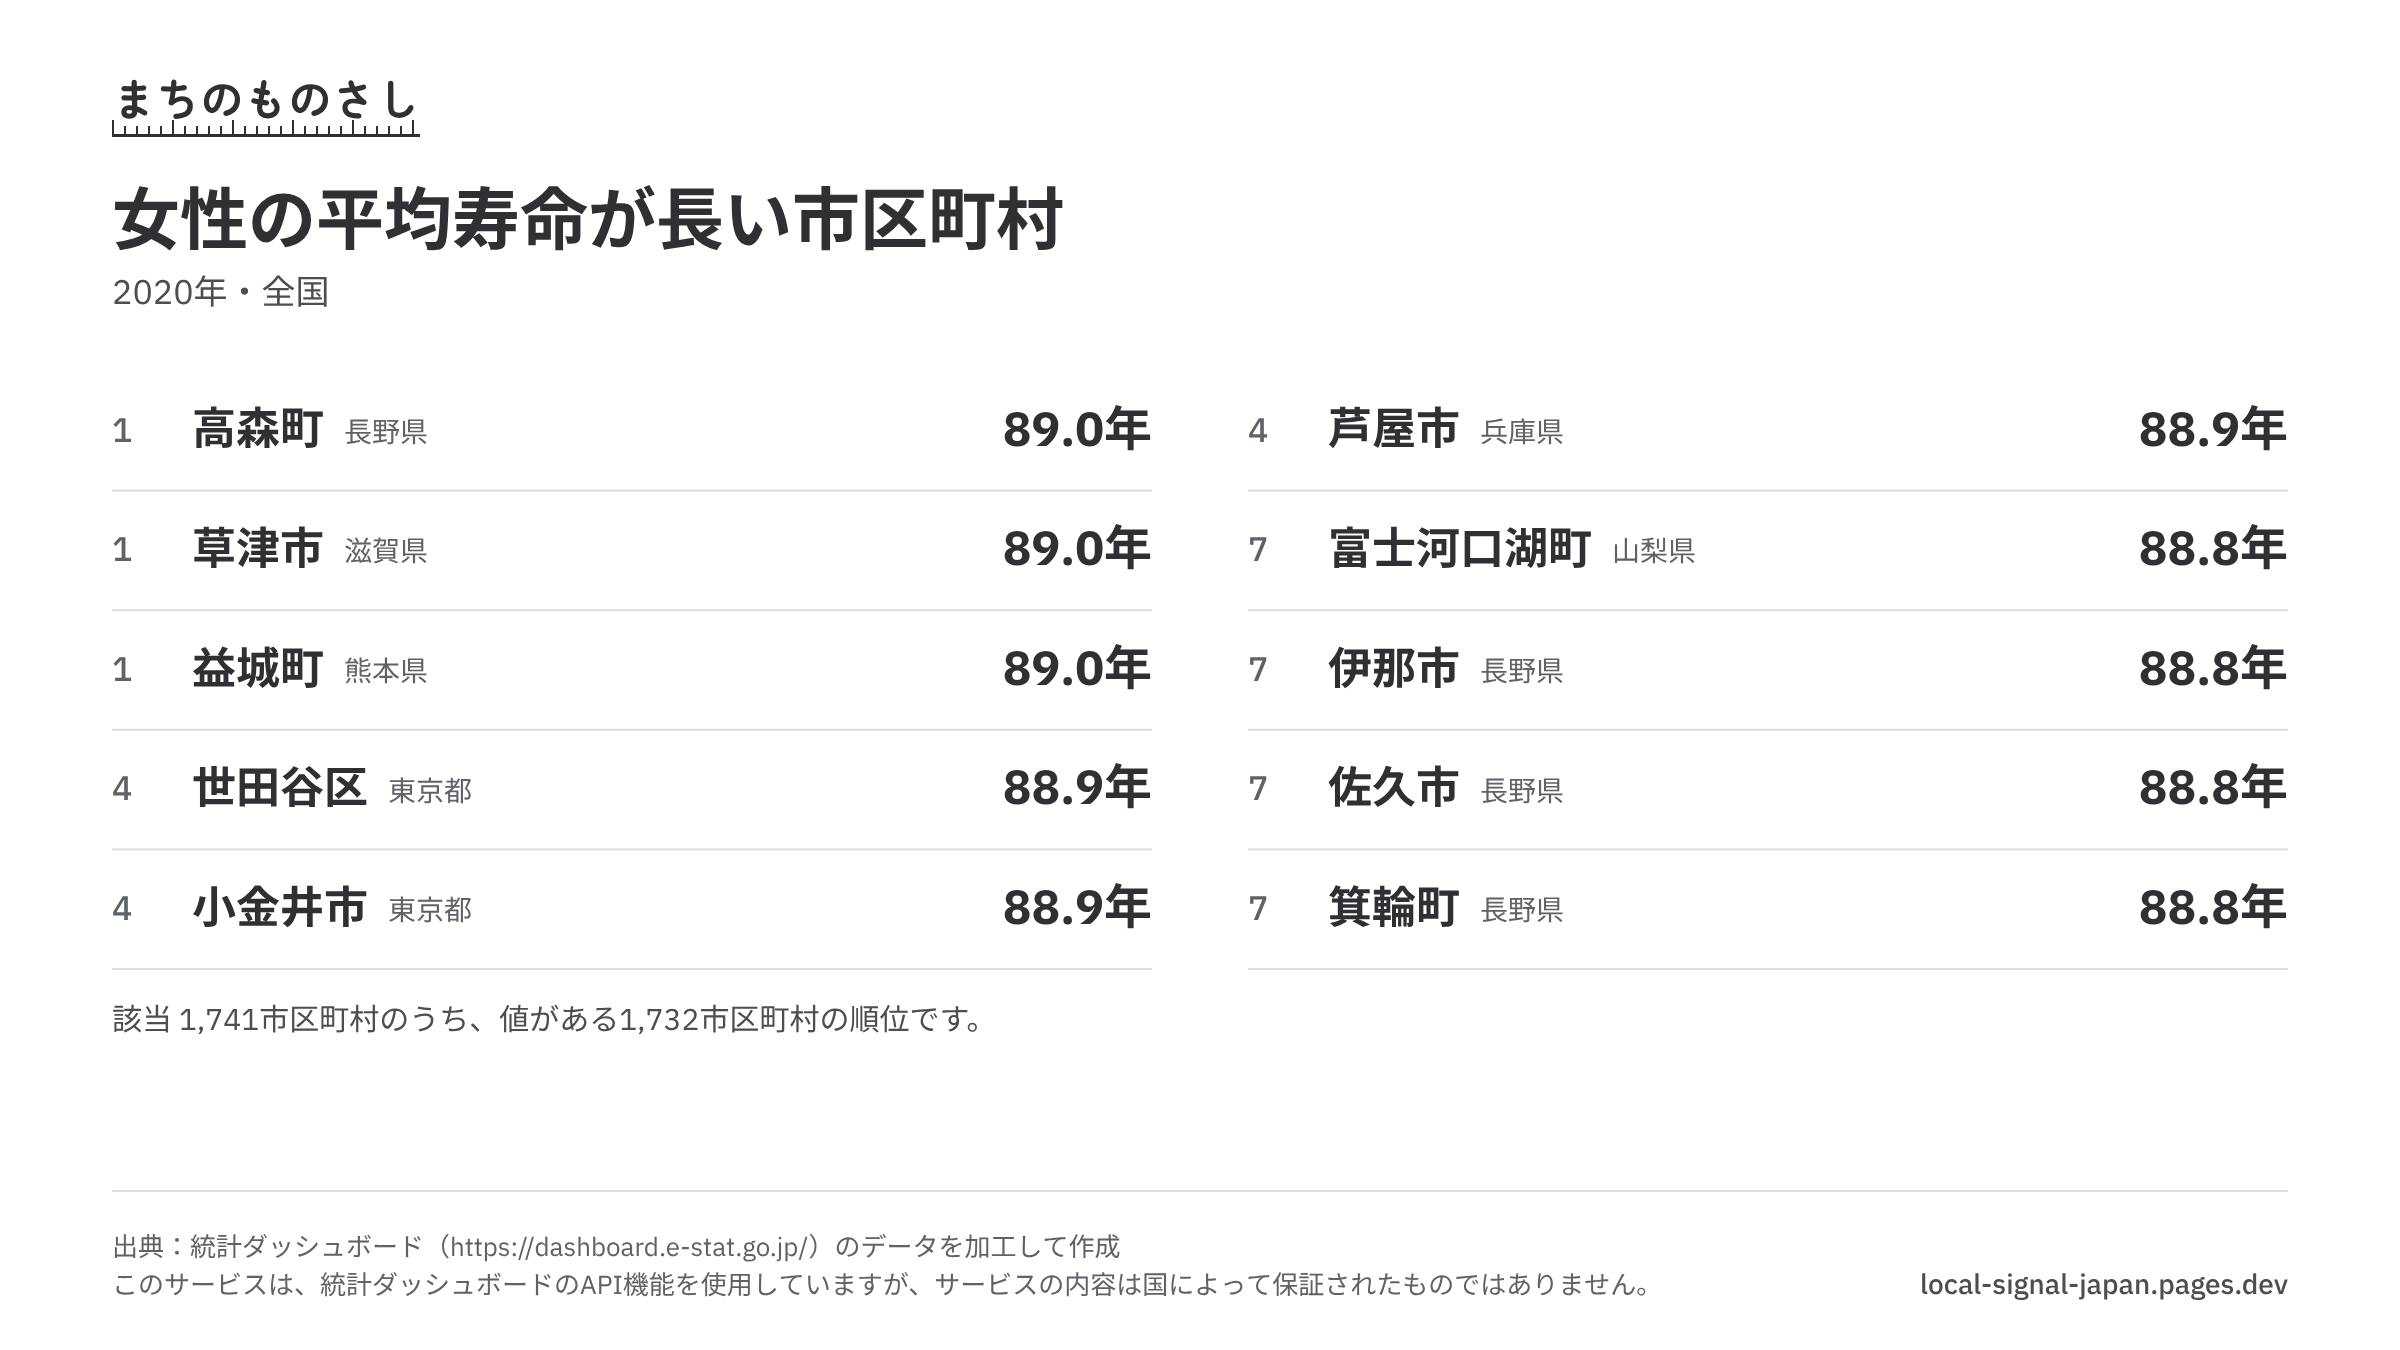 まちのものさし
女性の平均寿命が長い市区町村
2020年・全国
1 高森町 長野県 89.0年
1 草津市 滋賀県 89.0年
1 益城町 熊本県 89.0年
4 世田谷区 東京都 88.9年
4 小金井市 東京都 88.9年
4 芦屋市 兵庫県 88.9年
7 富士河口湖町 山梨県 88.8年
7 伊那市 長野県 88.8年
7 佐久市 長野県 88.8年
7 箕輪町 長野県 88.8年
該当 1,741市区町村のうち、値がある1,732市区町村の順位です。
出典：統計ダッシュボード（https://dashboard.e-stat.go.jp/）のデータを加工して作成
このサービスは、統計ダッシュボードのAPI機能を使用していますが、サービスの内容は国によって保証されたものではありません。
local-signal-japan.pages.dev